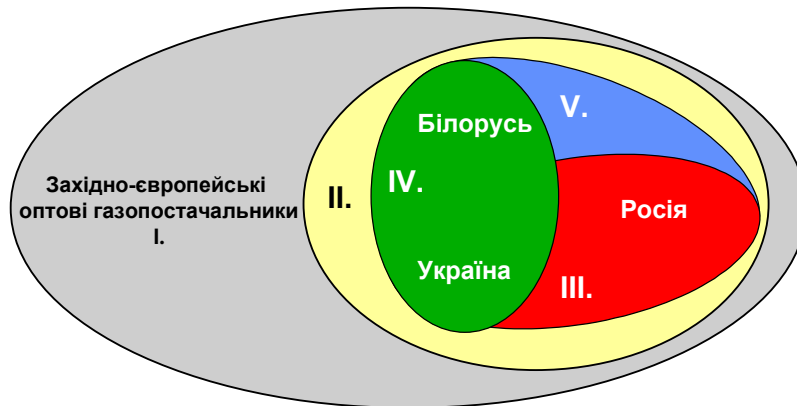 Західно-європейські
оптові газопостачальники
I.
II.
Білорусь
IV.
Україна
V.
Росія
III.